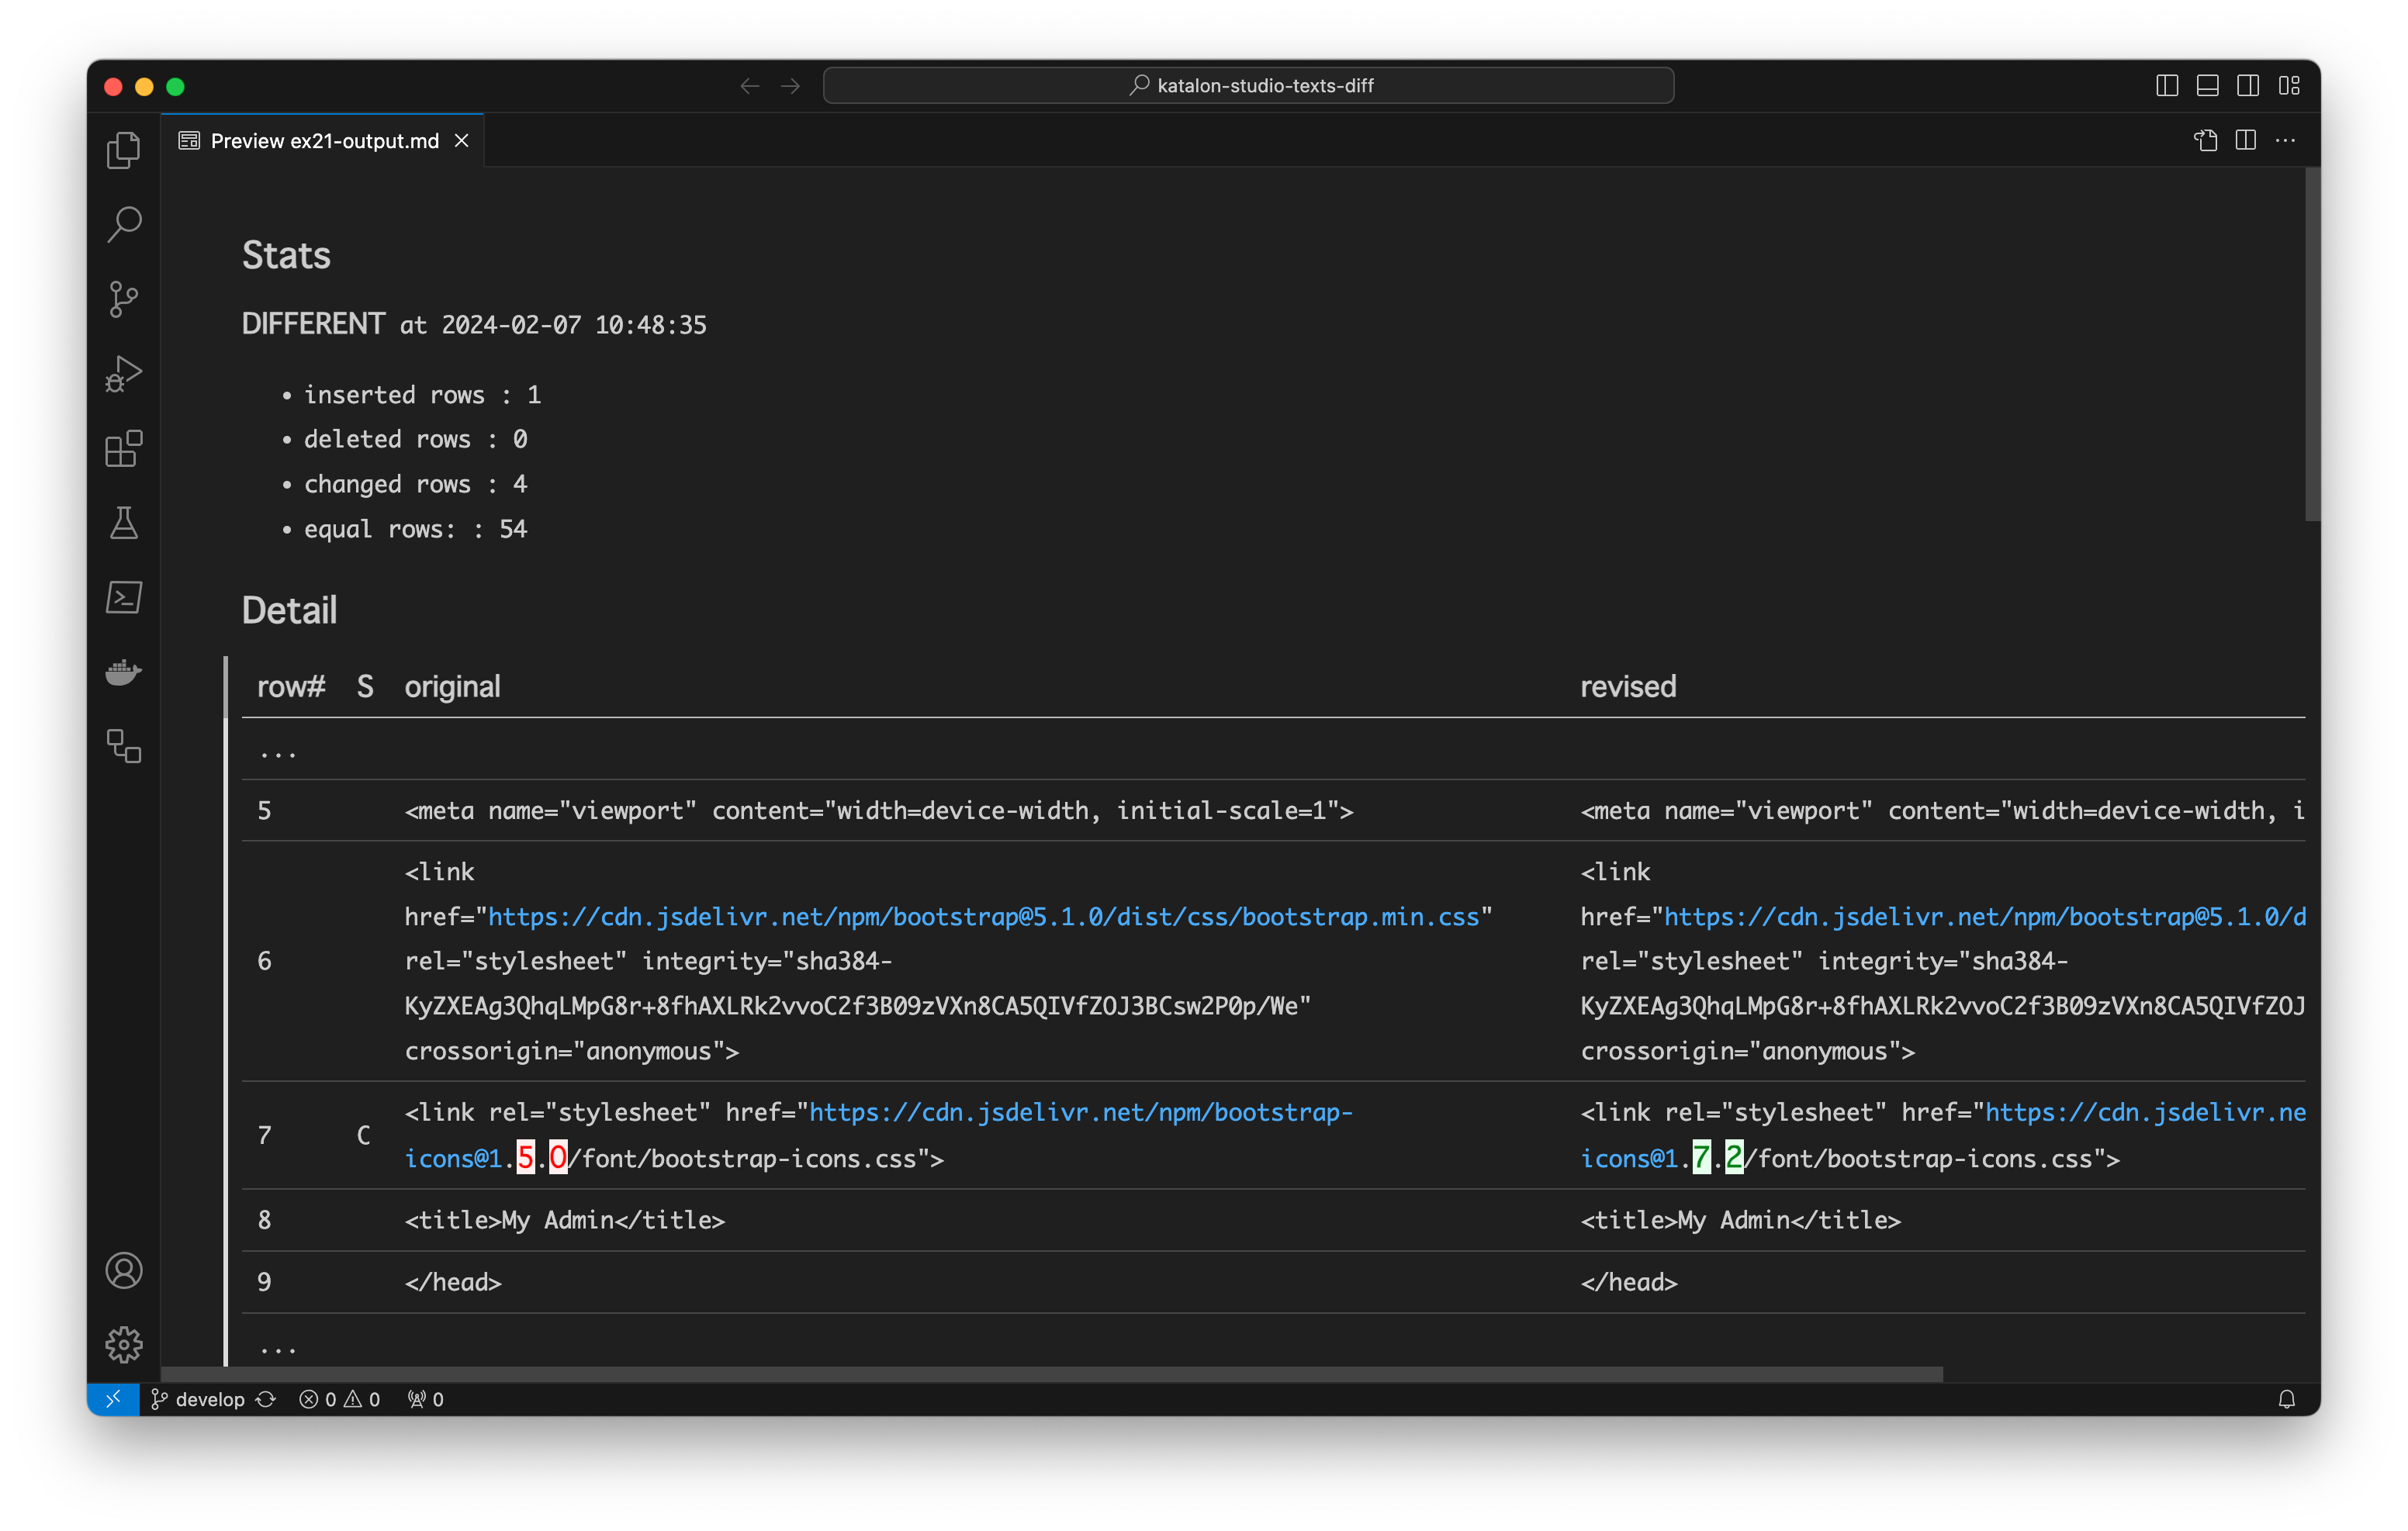 katalon-studio-texts-diff
Preview ex21-output.md
Stats
DIFFERENT at 2024-02-07 10:48:35
• inserted rows : 1
• deleted rows : 0
• changed rows : 4
• equal rows: : 54
Detail
row# S original revised
...
5 <meta name="viewport" content="width=device-width, initial-scale=1"> <meta name="viewport" content="width=device-width, i
<link <link
href="https://cdn.jsdelivr.net/npm/bootstrap@5.1.0/dist/css/bootstrap.min.css" href="https://cdn.jsdelivr.net/npm/bootstrap@5.1.0/d
6 rel="stylesheet" integrity="sha384- rel="stylesheet" integrity="sha384-
KyZXEAg3QhqLMpG8r+8fhAXLRk2vvoC2f3B09zVXn8CA5QIVfZOJ3BCsw2P0p/We" KyZXEAg3QhqLMpG8r+8fhAXLRk2vvoC2f3B09zVXn8CA5QIVfZOJ
crossorigin="anonymous"> crossorigin="anonymous">
7 C <link rel="stylesheet" href="https://cdn.jsdelivr.net/npm/bootstrap- <link rel="stylesheet" href="https://cdn.jsdelivr.ne
icons@1.5.0/font/bootstrap-icons.css"> icons@1.7.2/font/bootstrap-icons.css">
8 <title>My Admin</title> <title>My Admin</title>
9 </head> </head>
...
develop 0 0 0